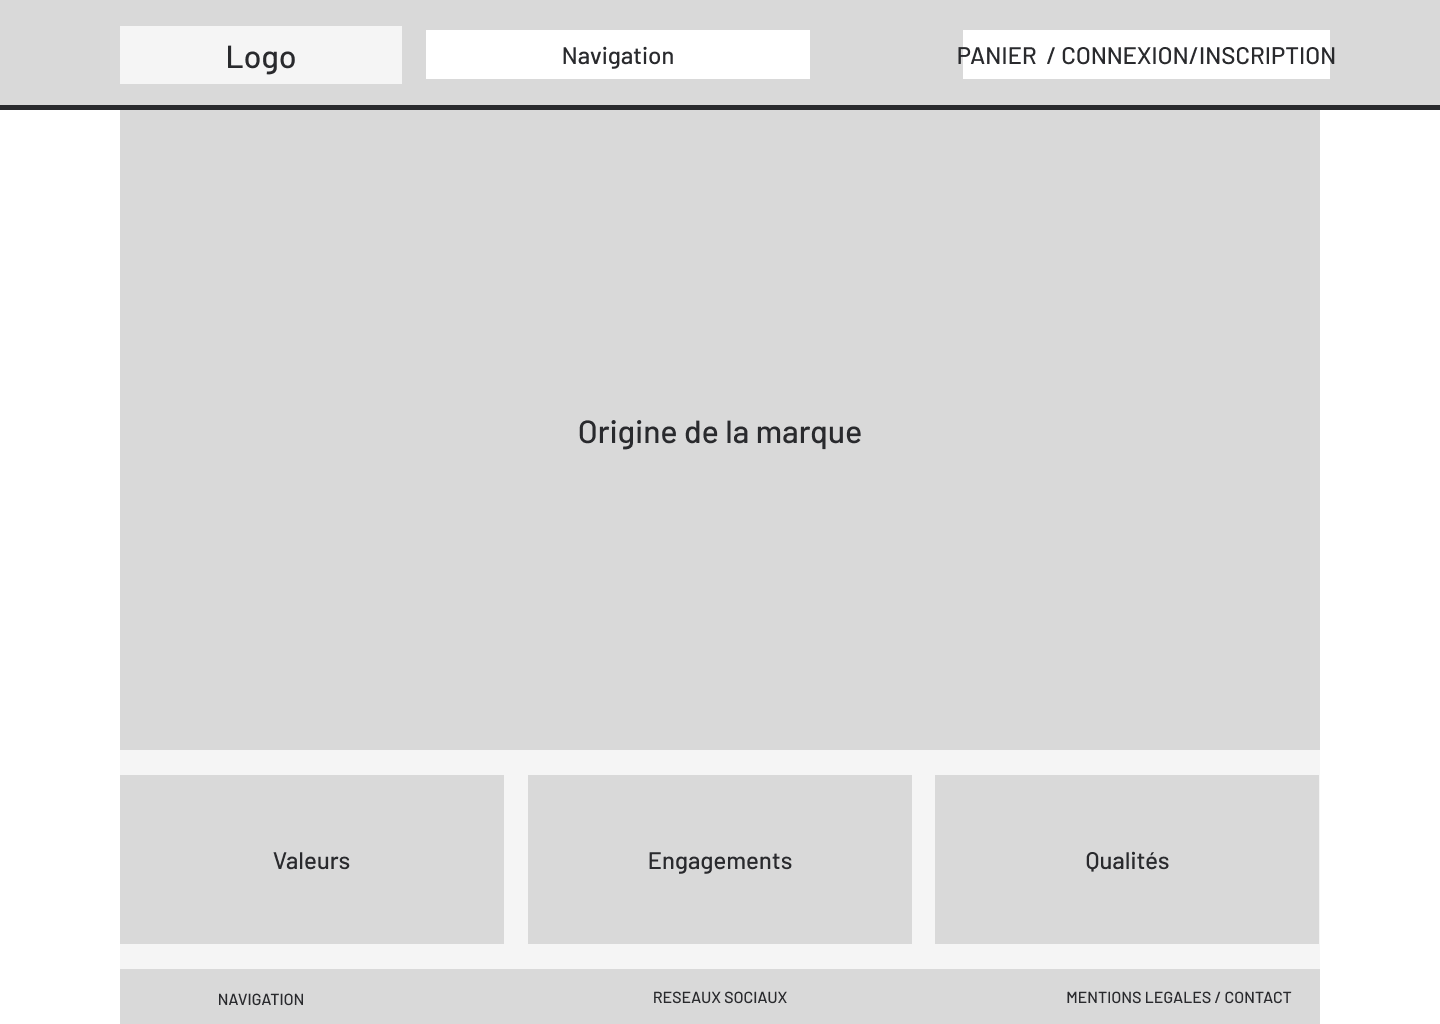 Logo
Navigation
PANIER / CONNEXION/INSCRIPTION
Origine de la marque
Valeurs
Engagements
Qualités
NAVIGATION
RESEAUX SOCIAUX
MENTIONS LEGALES / CONTACT